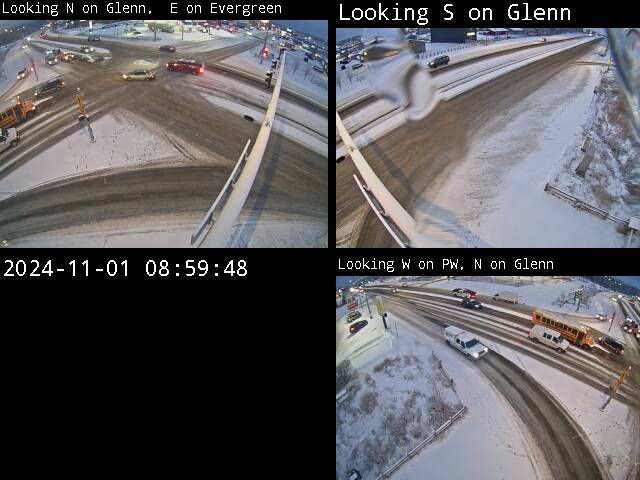 Looking N on Glenn,  E on Evergreen
Looking S on Glenn
2024-11-01 08:59:48
Looking W on PW, N on Glenn